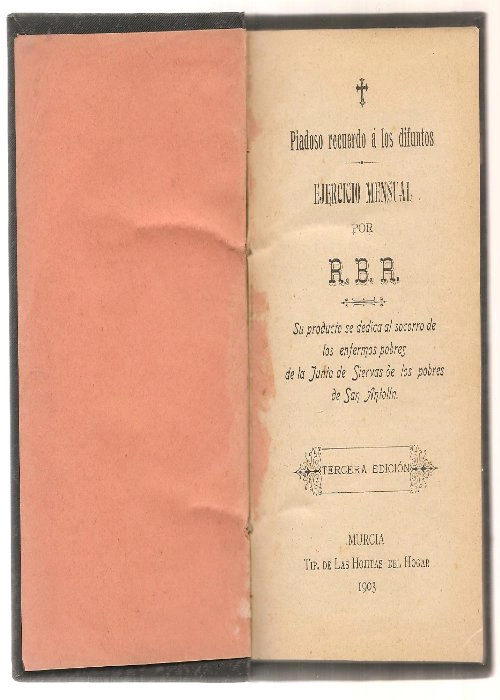 Piadoso recuerdo á los difuntos
EJERCICIO MENSUAL
POR
R. B. R.
Su producto se dedica al socorro de
los enfermos pobres
de la Junta de Siervas de los pobres
de San Antolin.
TERCERA EDICIÓN
MURCIA
TIP. DE LAS HOJITAS DEL HOGAR
1903